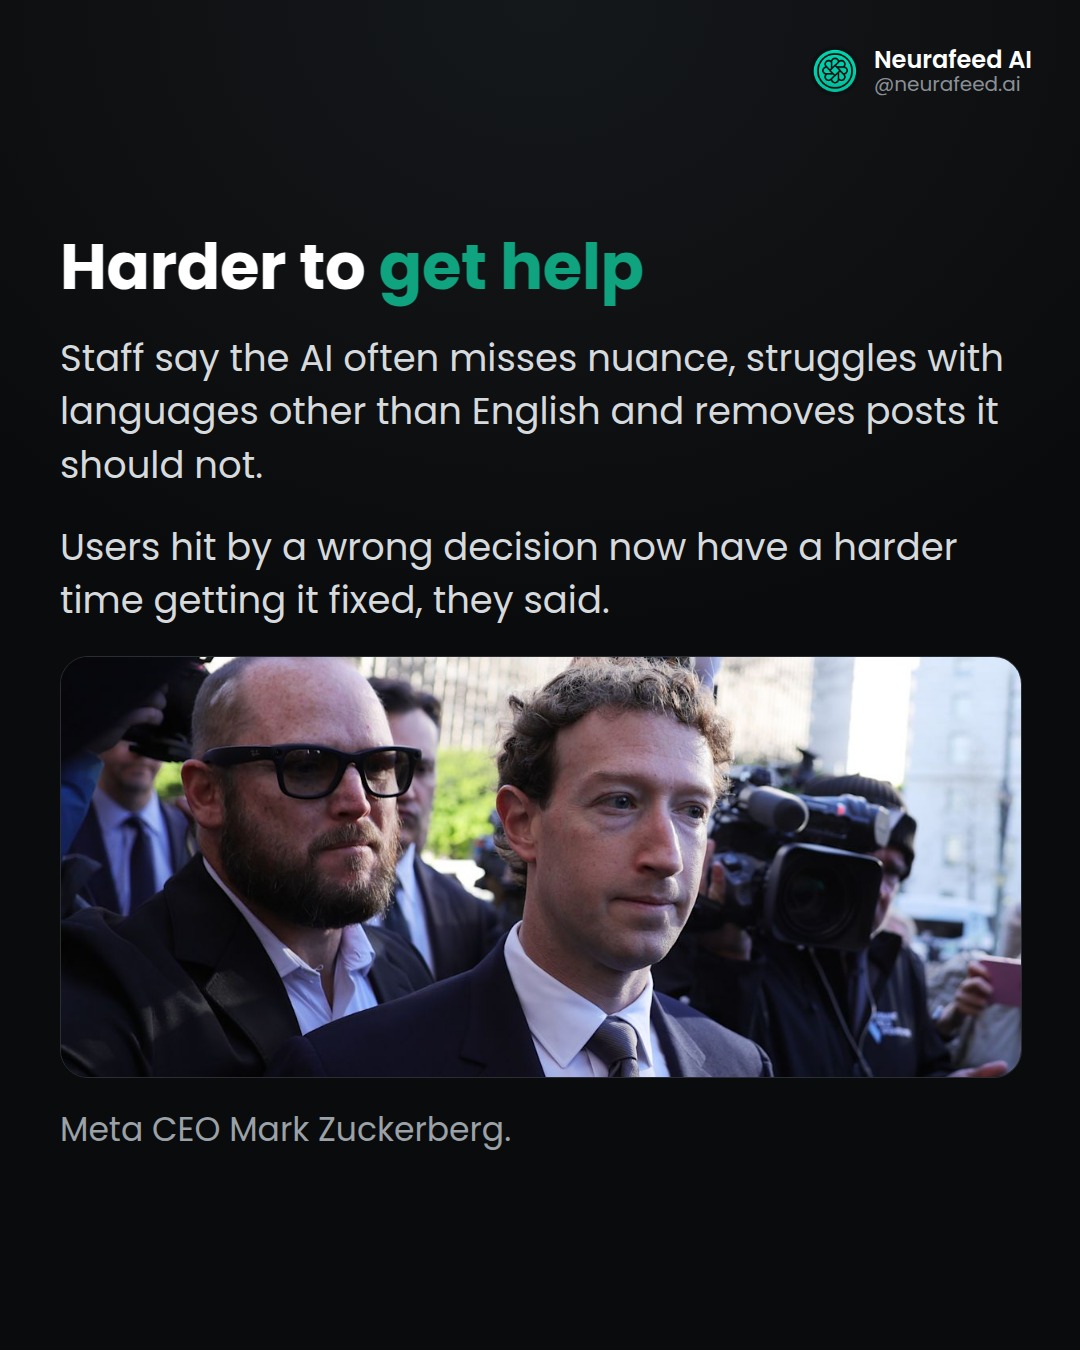 Neurafeed AI
@neurafeed.ai
Harder to get help
Staff say the AI often misses nuance, struggles with
languages other than English and removes posts it
should not.
Users hit by a wrong decision now have a harder
time getting it fixed, they said.
Meta CEO Mark Zuckerberg.